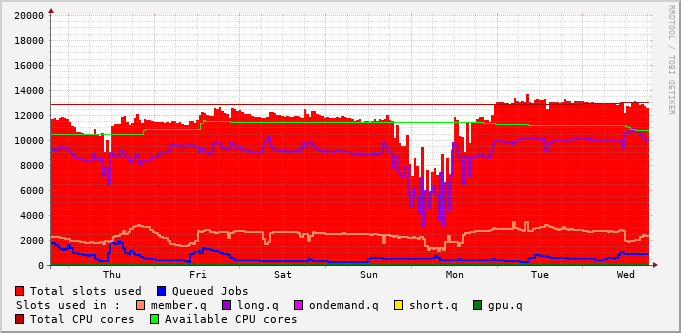 20000
18000
16000
14000
12000
10000
8000
6000
4000
2000
0
Thu Fri Sat Sun Mon Tue Wed
RRDTOOL / TOBI OETIKER
Total slots used Queued Jobs
Slots used in : member.q long.q ondemand.q short.q gpu.q
Total CPU cores Available CPU cores